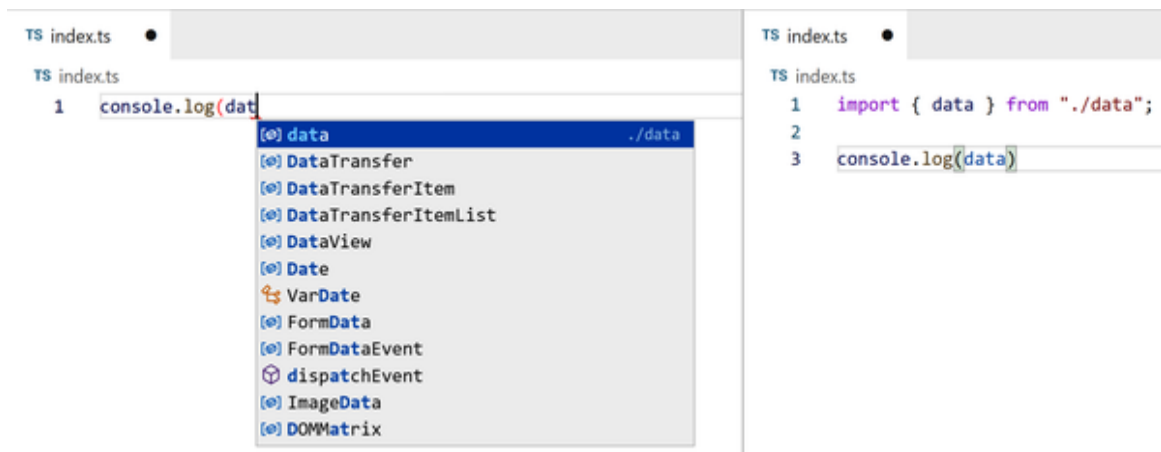 TS index.ts ●
TS index.ts
1 console.log(dat
data ./data
DataTransfer
DataTransferItem
DataTransferItemList
DataView
Date
VarDate
FormData
FormDataEvent
dispatchEvent
ImageData
DOMMatrix
TS index.ts ●
TS index.ts
1 import { data } from "./data";
2
3 console.log(data)